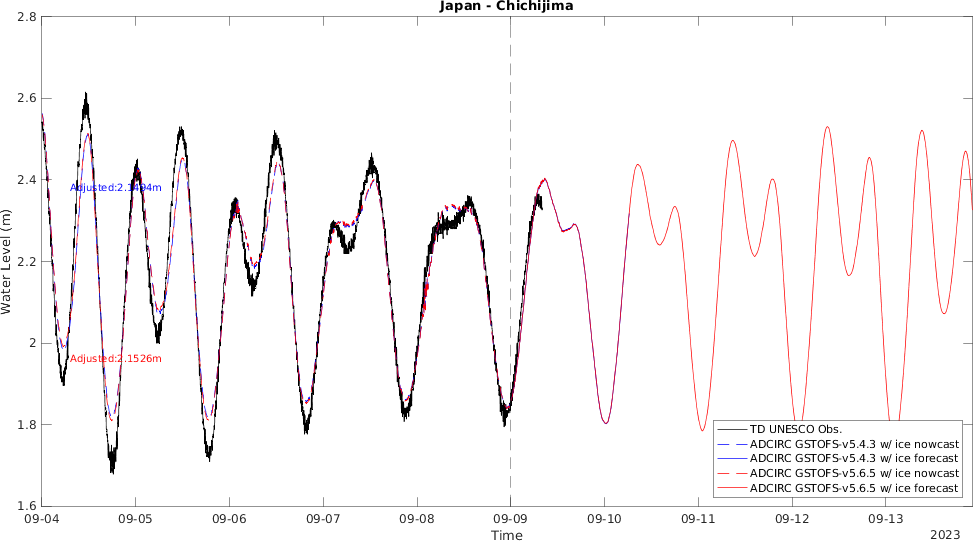 Japan - Chichijima
2.8
2.6
2.4
2.2
2
1.8
1.6
Water Level (m)
Adjusted:2.1494m
Adjusted:2.1526m
TD UNESCO Obs.
ADCIRC GSTOFS-v5.4.3 w/ ice nowcast
ADCIRC GSTOFS-v5.4.3 w/ ice forecast
ADCIRC GSTOFS-v5.6.5 w/ ice nowcast
ADCIRC GSTOFS-v5.6.5 w/ ice forecast
09-04 09-05 09-06 09-07 09-08 09-09 09-10 09-11 09-12 09-13
Time
2023